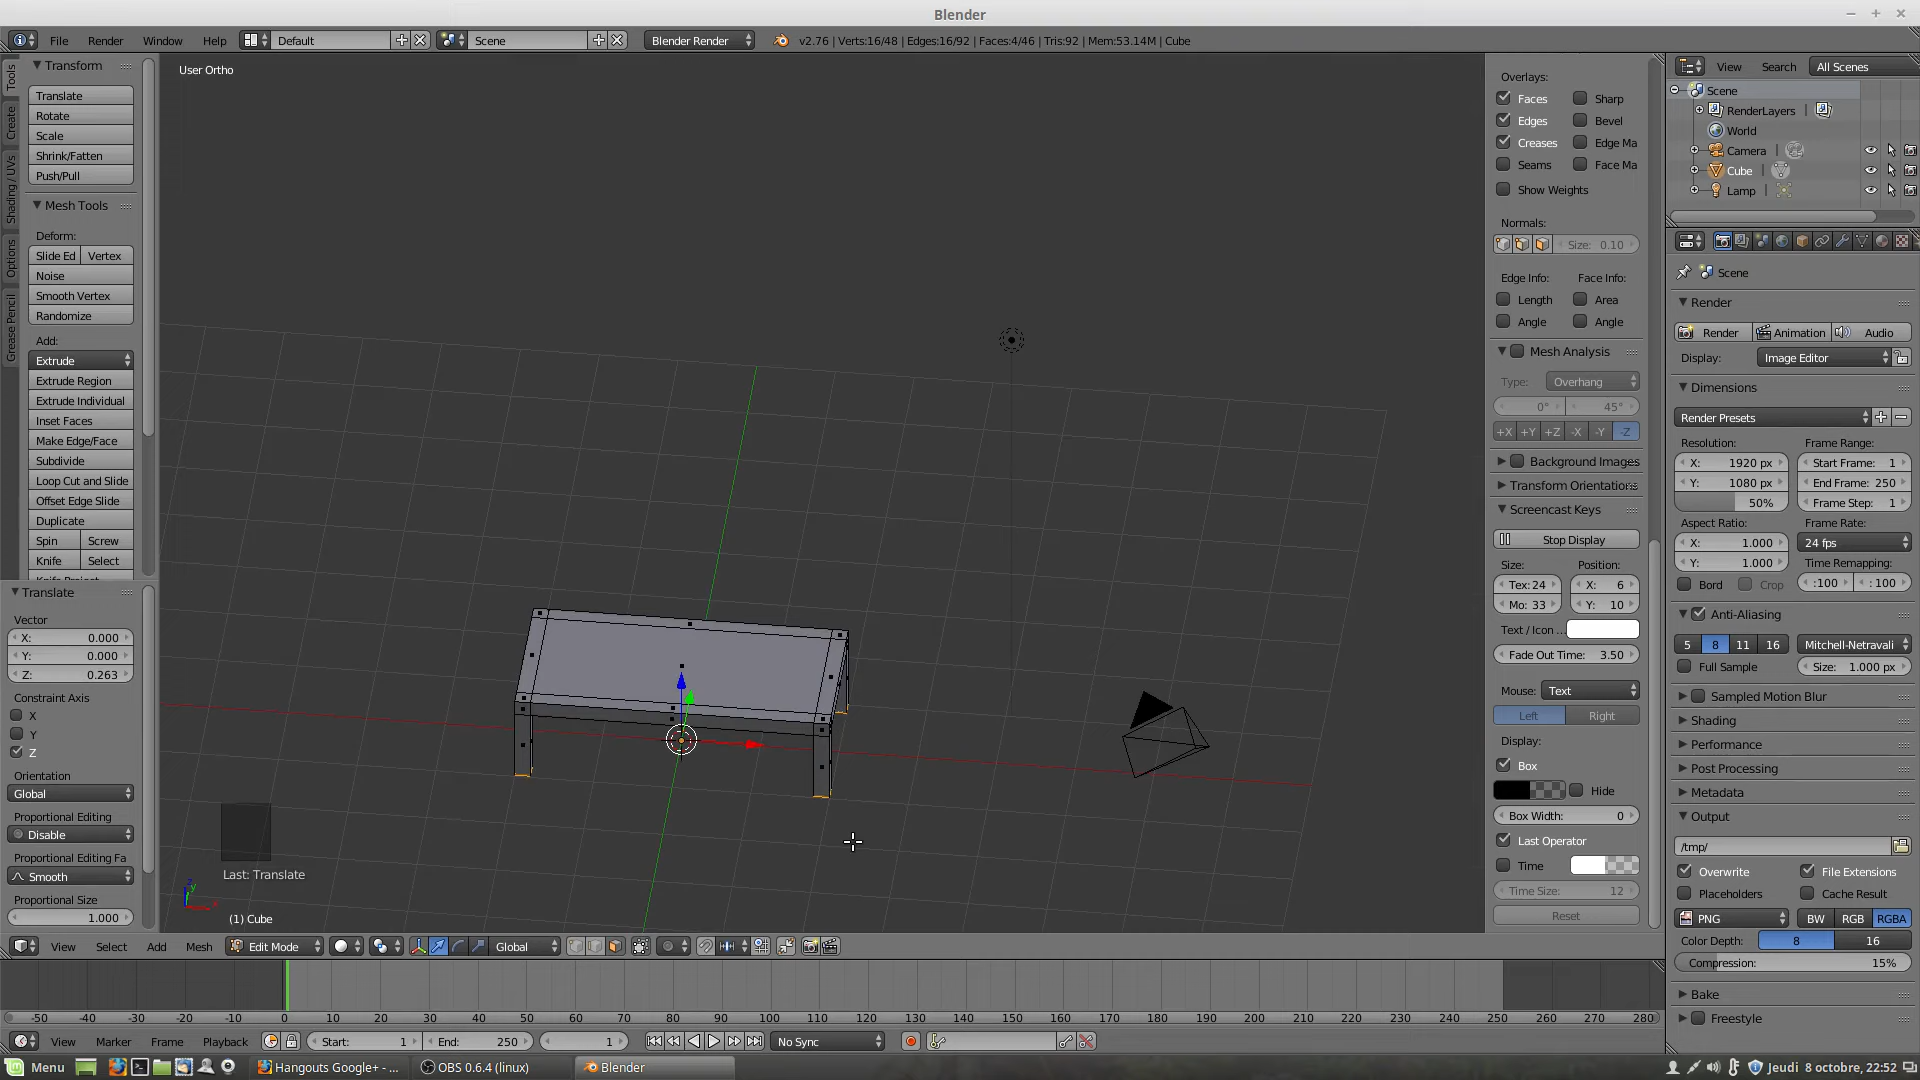 Blender
File Render Window Help Default Scene Blender Render v2.76 | Verts:16/48 | Edges:16/92 | Faces:4/46 | Tris:92 | Mem:53.14M | Cube
Tools
Create
Shading / UVs
Options
Grease Pencil
Transform
Translate
Rotate
Scale
Shrink/Fatten
Push/Pull
Mesh Tools
Deform:
Slide Ed Vertex
Noise
Smooth Vertex
Randomize
Add:
Extrude
Extrude Region
Extrude Individual
Inset Faces
Make Edge/Face
Subdivide
Loop Cut and Slide
Offset Edge Slide
Duplicate
Spin Screw
Knife Select
Translate
Vector
X: 0.000
Y: 0.000
Z: 0.263
Constraint Axis
X
Y
Z
Orientation
Global
Proportional Editing
Disable
Proportional Editing Fa
Smooth
Proportional Size
1.000
User Ortho
Last: Translate
(1) Cube
Overlays:
Faces Sharp
Edges Bevel
Creases Edge Ma
Seams Face Ma
Show Weights
Normals:
Size: 0.10
Edge Info: Face Info:
Length Area
Angle Angle
Mesh Analysis
Type: Overhang
0° 45°
+X +Y +Z -X -Y -Z
Background Images
Transform Orientations
Screencast Keys
Stop Display
Size: Position:
Tex: 24 X: 6
Mo: 33 Y: 10
Text / Icon ...
Fade Out Time: 3.50
Mouse: Text
Left Right
Display:
Box
Hide
Box Width: 0
Last Operator
Time
Time Size: 12
Reset
View Search All Scenes
Scene
RenderLayers |
World
Camera |
Cube |
Lamp |
Scene
Render
Render Animation Audio
Display: Image Editor
Dimensions
Render Presets
Resolution: Frame Range:
X: 1920 px Start Frame: 1
Y: 1080 px End Frame: 250
50% Frame Step: 1
Aspect Ratio: Frame Rate:
X: 1.000 24 fps
Y: 1.000 Time Remapping:
Bord Crop :100 : 100
Anti-Aliasing
5 8 11 16 Mitchell-Netravali
Full Sample Size: 1.000 px
Sampled Motion Blur
Shading
Performance
Post Processing
Metadata
Output
/tmp/
Overwrite File Extensions
Placeholders Cache Result
PNG BW RGB RGBA
Color Depth: 8 16
Compression: 15%
Bake
Freestyle
View Select Add Mesh Edit Mode Global
-50 -40 -30 -20 -10 0 10 20 30 40 50 60 70 80 90 100 110 120 130 140 150 160 170 180 190 200 210 220 230 240 250 260 270 280
View Marker Frame Playback Start: 1 End: 250 1 No Sync
Menu Hangouts Google+ - ... OBS 0.6.4 (linux) Blender Jeudi 8 octobre, 22:52